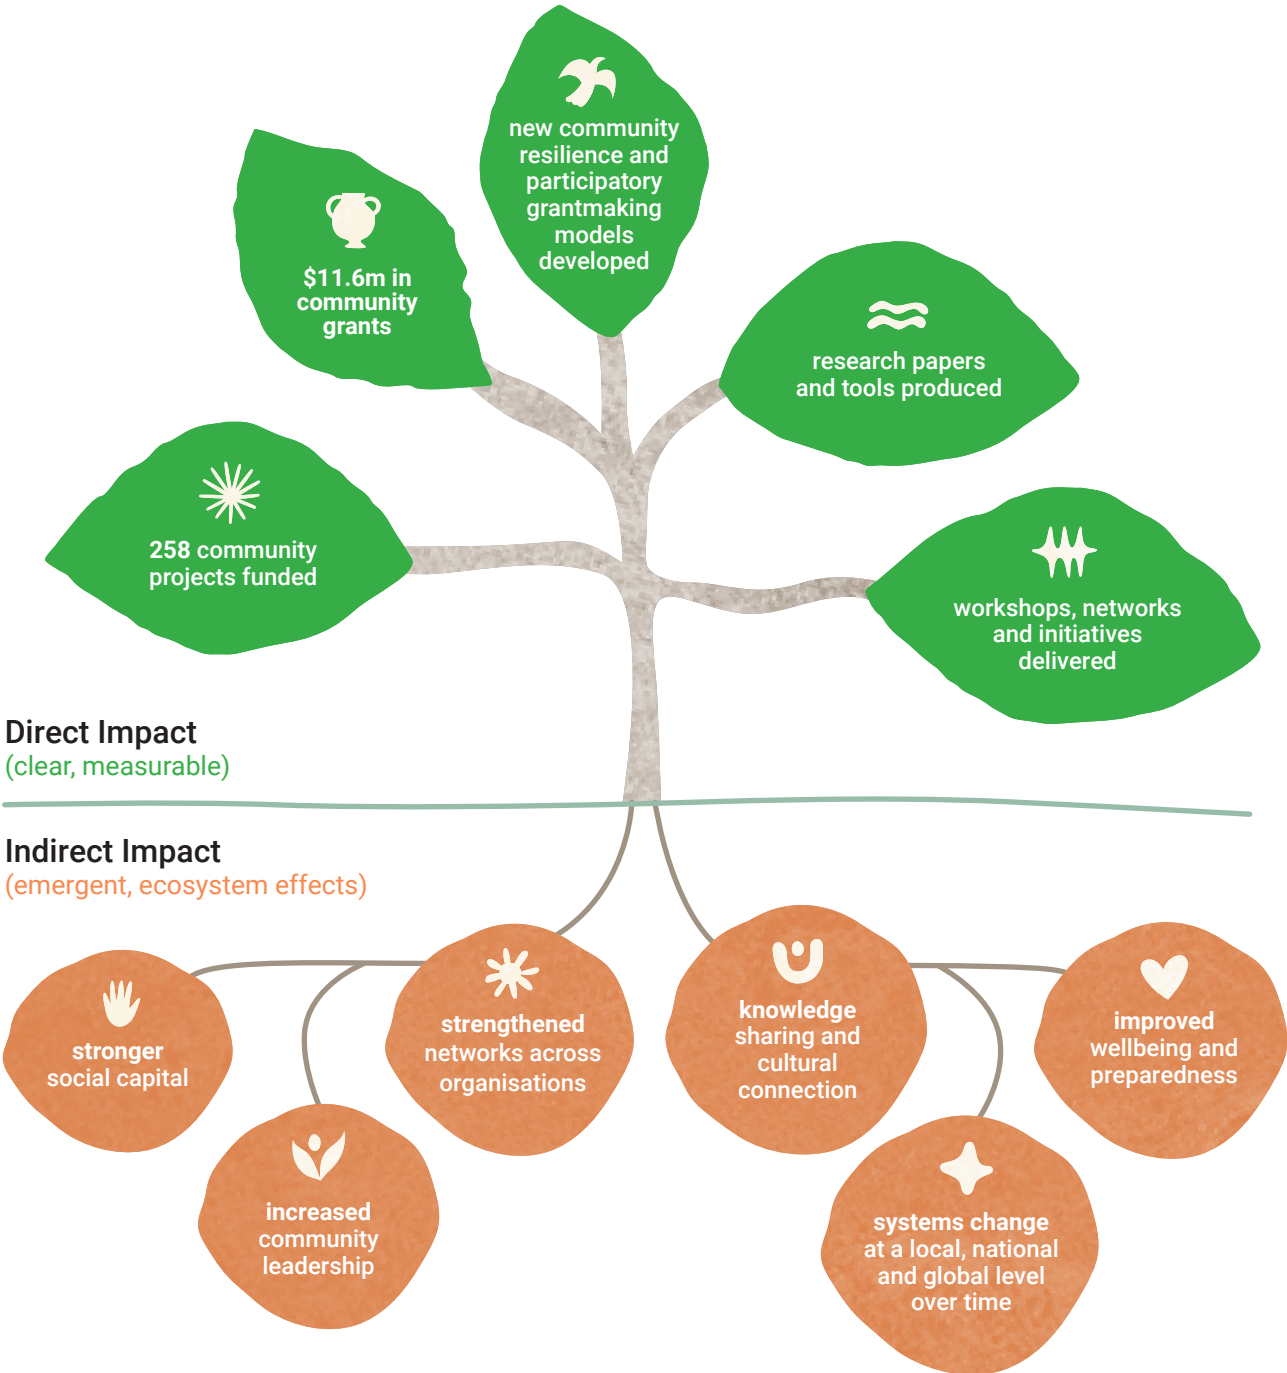 new community
resilience and
participatory
grantmaking
models
developed
$11.6m in
community
grants
research papers
and tools produced
258 community
projects funded
workshops, networks
and initiatives
delivered
Direct Impact
(clear, measurable)
Indirect Impact
(emergent, ecosystem effects)
stronger
social capital
strengthened
networks across
organisations
knowledge
sharing and
cultural
connection
improved
wellbeing and
preparedness
increased
community
leadership
systems change
at a local, national
and global level
over time